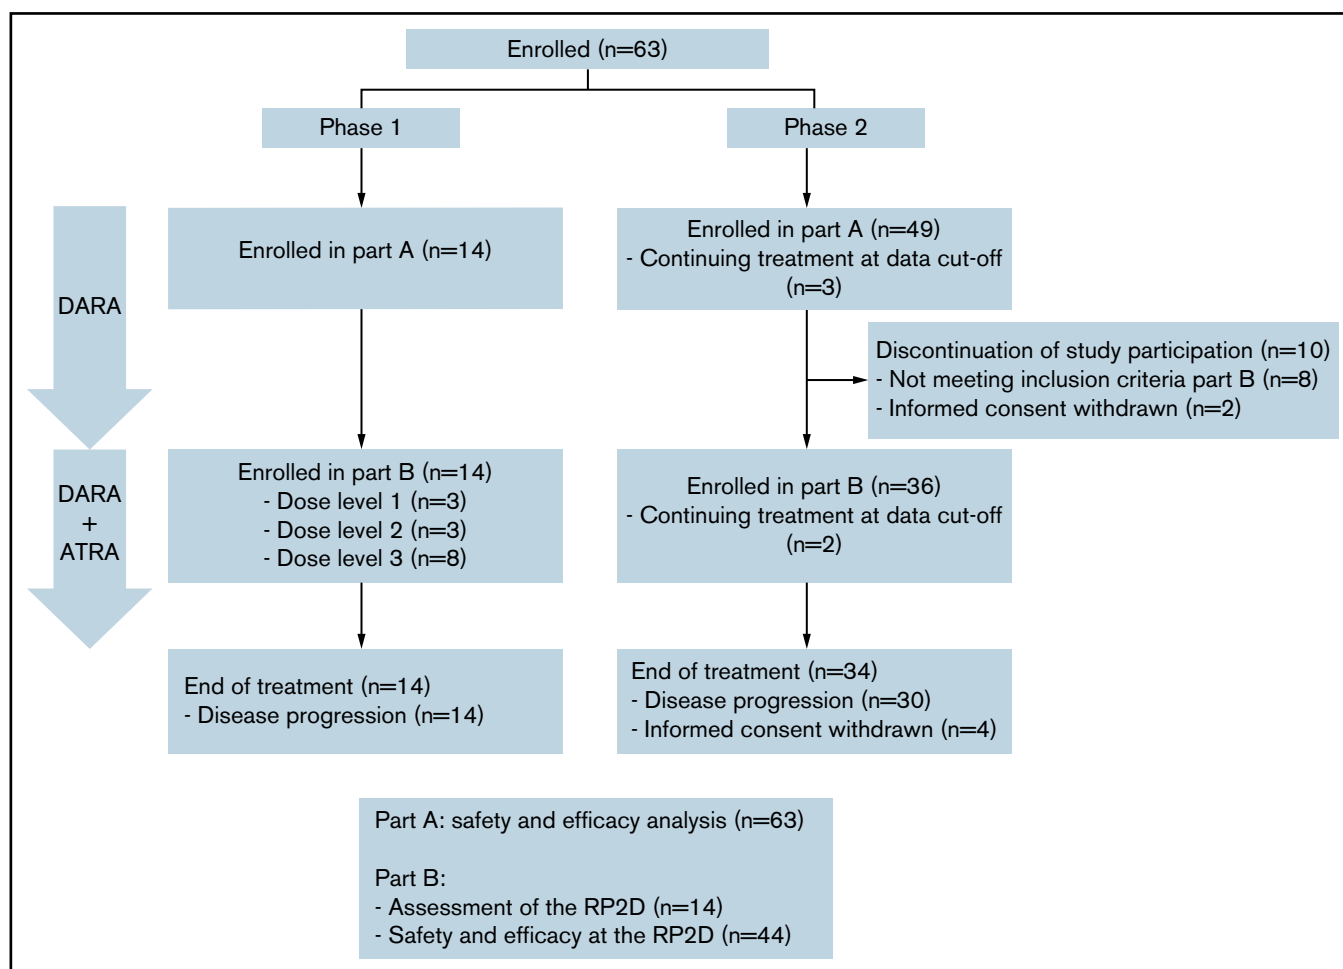 Enrolled (n=63)
Phase 1
Phase 2
DARA
Enrolled in part A (n=14)
Enrolled in part A (n=49)
- Continuing treatment at data cut-off
(n=3)
Discontinuation of study participation (n=10)
- Not meeting inclusion criteria part B (n=8)
- Informed consent withdrawn (n=2)
DARA
+
ATRA
Enrolled in part B (n=14)
- Dose level 1 (n=3)
- Dose level 2 (n=3)
- Dose level 3 (n=8)
Enrolled in part B (n=36)
- Continuing treatment at data cut-off
(n=2)
End of treatment (n=14)
- Disease progression (n=14)
End of treatment (n=34)
- Disease progression (n=30)
- Informed consent withdrawn (n=4)
Part A: safety and efficacy analysis (n=63)
Part B:
- Assessment of the RP2D (n=14)
- Safety and efficacy at the RP2D (n=44)